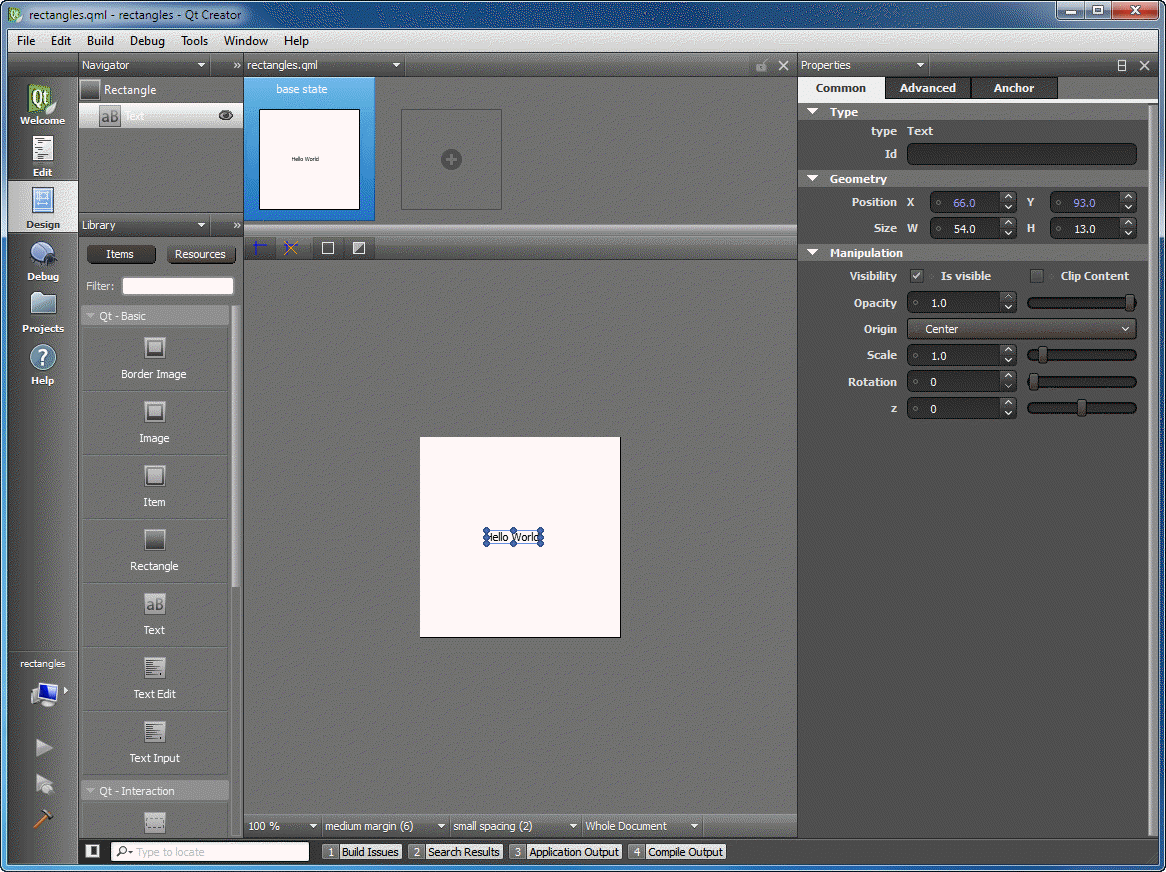 rectangles.qml - rectangles - Qt Creator
File Edit Build Debug Tools Window Help
Navigator
Rectangle
aB Text
Qt
Welcome
Edit
Design
Debug
Projects
? Help
rectangles
Library
Items Resources
Filter:
Qt - Basic
Border Image
Image
Item
Rectangle
aB
Text
Text Edit
Text Input
Qt - Interaction
rectangles.qml
base state
Hello World
Hello World
100 % medium margin (6) small spacing (2) Whole Document
Properties
Common Advanced Anchor
Type
type Text
Id
Geometry
Position X 66.0 Y 93.0
Size W 54.0 H 13.0
Manipulation
Visibility Is visible Clip Content
Opacity 1.0
Origin Center
Scale 1.0
Rotation 0
z 0
Type to locate 1 Build Issues 2 Search Results 3 Application Output 4 Compile Output